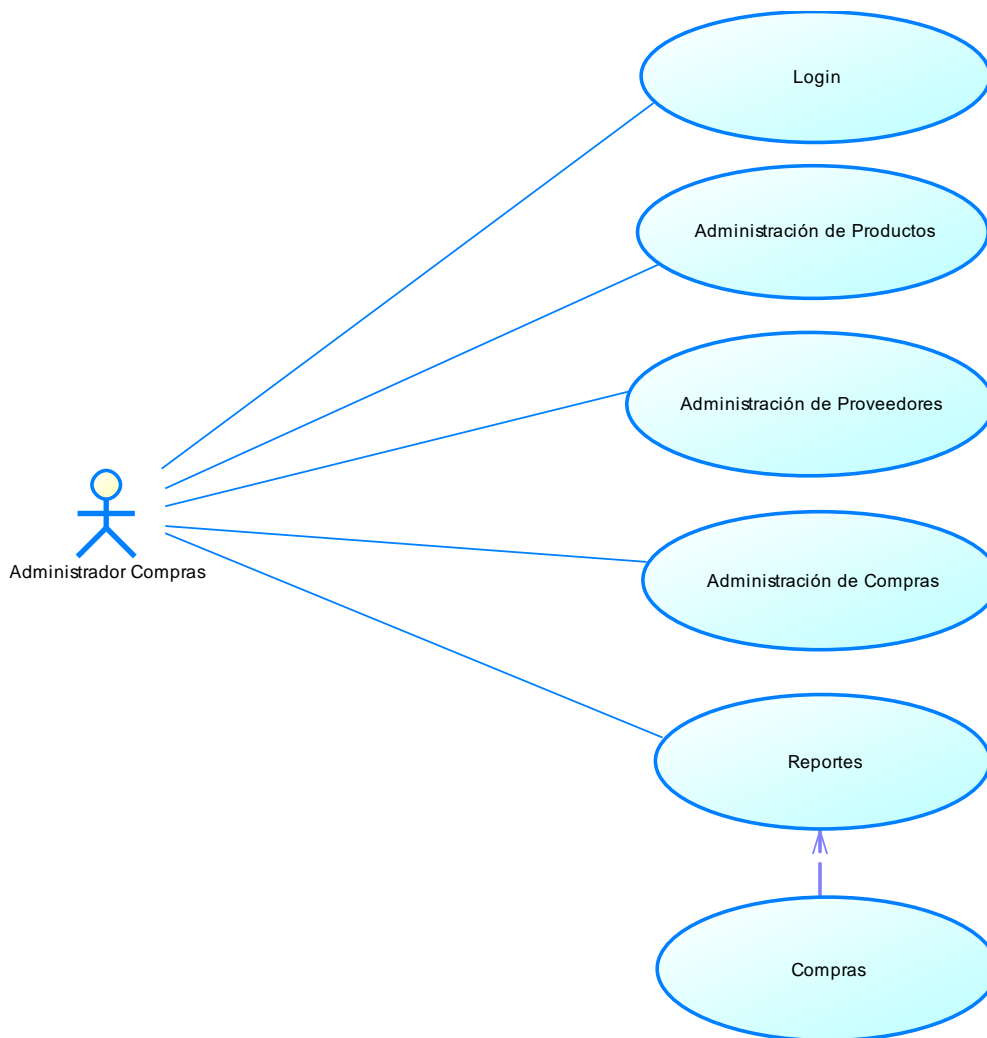 Login
Administración de Productos
Administración de Proveedores
Administrador Compras
Administración de Compras
Reportes
Compras